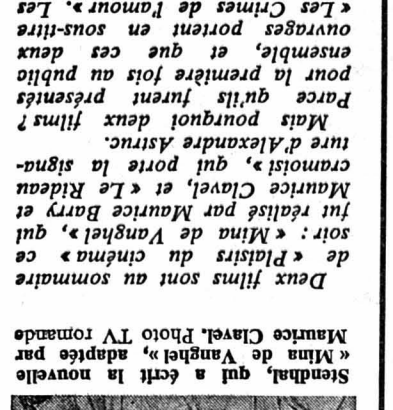 Stendhal, qui a écrit la nouvelle
« Mina de Vanghel », adaptée par
Maurice Clavel. Photo TV romande
Deux films sont au sommaire
de « Plaisirs du cinéma » ce
soir : « Mina de Vanghel », qui
fut réalisé par Maurice Barry et
Maurice Clavel, et « Le Rideau
cramoisi », qui porte la signa-
ture d'Alexandre Astruc.
Mais pourquoi deux films ?
Parce qu'ils furent présentés
pour la première fois au public
ensemble, et que ces deux
ouvrages portent en sous-titre
« Les Crimes de l'amour ». Les